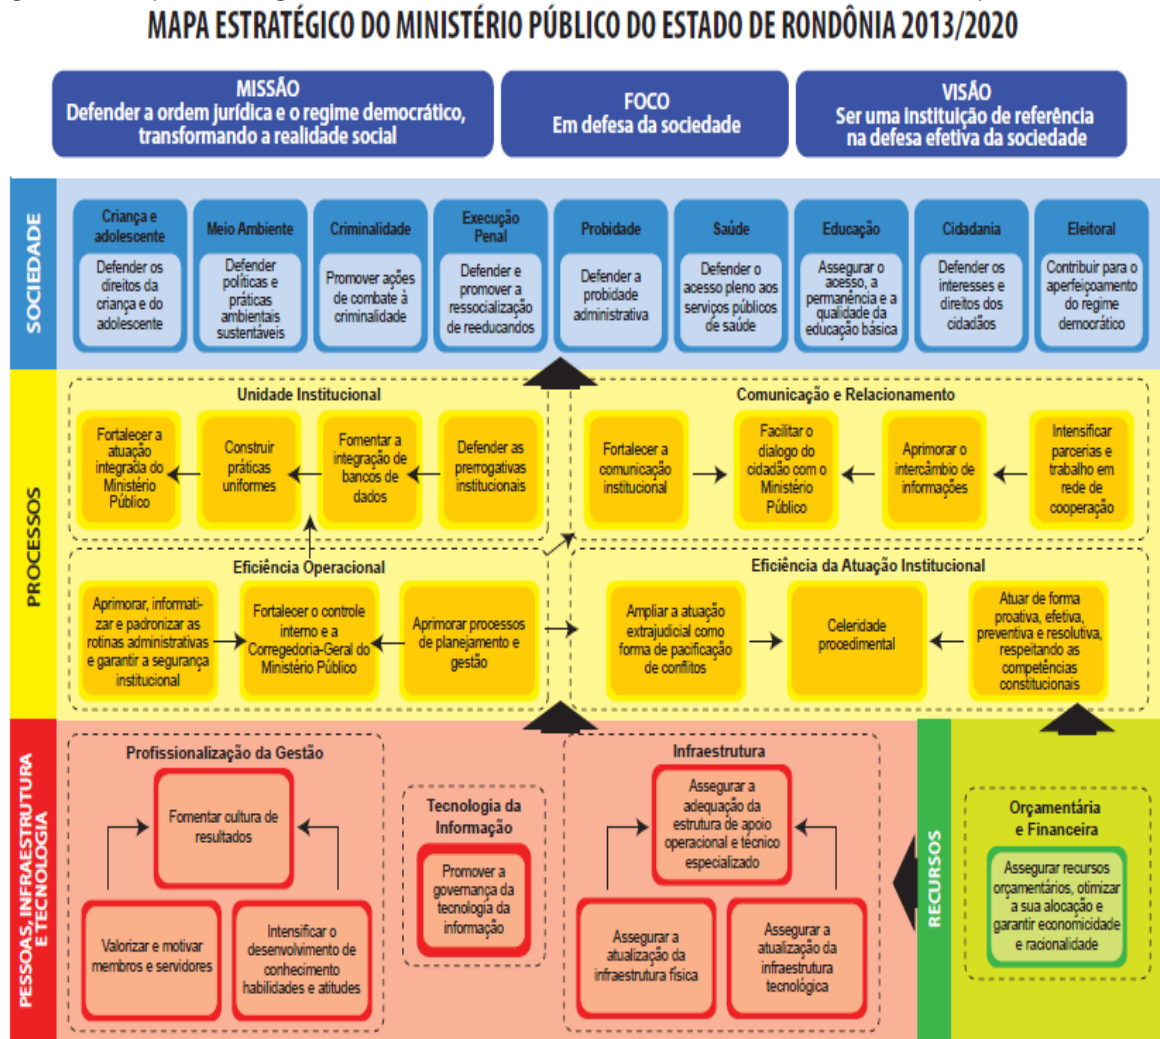 MAPA ESTRATÉGICO DO MINISTÉRIO PÚBLICO DO ESTADO DE RONDÔNIA 2013/2020
MISSÃO
Defender a ordem jurídica e o regime democrático,
transformando a realidade social
FOCO
Em defesa da sociedade
VISÃO
Ser uma instituição de referência
na defesa efetiva da sociedade
SOCIEDADE
Criança e
adolescente
Defender os
direitos da
criança e do
adolescente
Meio Ambiente
Defender
políticas e
práticas
ambientais
sustentáveis
Criminalidade
Promover ações
de combate à
criminalidade
Execução
Penal
Defender e
promover a
ressocialização
de reeducandos
Probidade
Defender a
probidade
administrativa
Saúde
Defender o
acesso pleno aos
serviços públicos
de saúde
Educação
Assegurar o
acesso, a
permanência e a
qualidade da
educação básica
Cidadania
Defender os
interesses e
direitos dos
cidadãos
Eleitoral
Contribuir para o
aperfeiçoamento
do regime
democrático
PROCESSOS
Unidade Institucional
Fortalecer a
atuação
integrada do
Ministério
Público
Construir
práticas
uniformes
Fomentar a
integração de
bancos de
dados
Defender as
prerrogativas
institucionais
Comunicação e Relacionamento
Fortalecer a
comunicação
institucional
Facilitar o
dialogo do
cidadão com o
Ministério
Público
Aprimorar o
intercâmbio de
informações
Intensificar
parcerias e
trabalho em
rede de
cooperação
Eficiência Operacional
Aprimorar, informati-
zar e padronizar as
rotinas administrativas
e garantir a segurança
institucional
Fortalecer o controle
interno e a
Corregedoria-Geral do
Ministério Público
Aprimorar processos
de planejamento e
gestão
Eficiência da Atuação Institucional
Ampliar a atuação
extrajudicial como
forma de pacificação
de conflitos
Celeridade
procedimental
Atuar de forma
proativa, efetiva,
preventiva e resolutiva,
respeitando as
competências
constitucionais
PESSOAS, INFRAESTRUTURA
E TECNOLOGIA
Profissionalização da Gestão
Fomentar cultura de
resultados
Valorizar e motivar
membros e servidores
Intensificar o
desenvolvimento de
conhecimento
habilidades e atitudes
Tecnologia da
Informação
Promover a
governança da
tecnologia da
informação
Infraestrutura
Assegurar a
adequação da
estrutura de apoio
operacional e técnico
especializado
Assegurar a
atualização da
infraestrutura física
Assegurar a
atualização da
infraestrutura
tecnológica
RECURSOS
Orçamentária
e Financeira
Assegurar recursos
orçamentários, otimizar
a sua alocação e
garantir economicidade
e racionalidade